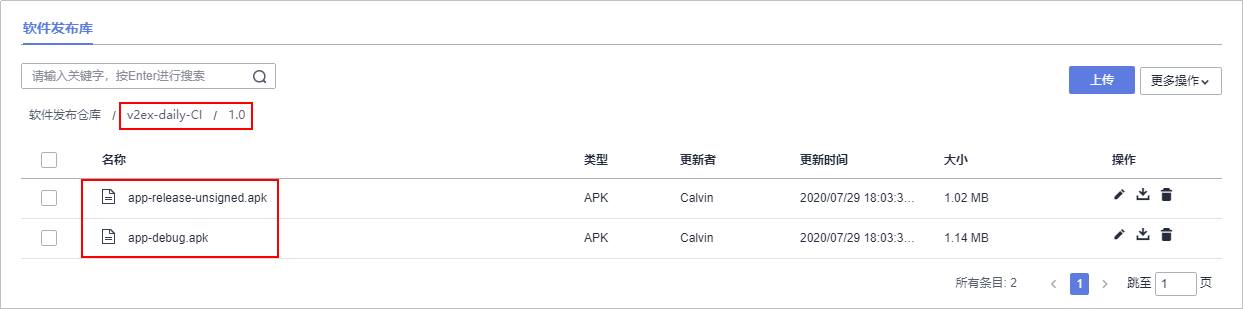 软件发布库
请输入关键字，按Enter进行搜索
上传 更多操作
软件发布仓库 / v2ex-daily-CI / 1.0
名称 类型 更新者 更新时间 大小 操作
app-release-unsigned.apk APK Calvin 2020/07/29 18:03:3... 1.02 MB
app-debug.apk APK Calvin 2020/07/29 18:03:3... 1.14 MB
所有条目: 2 1 跳至 1 页